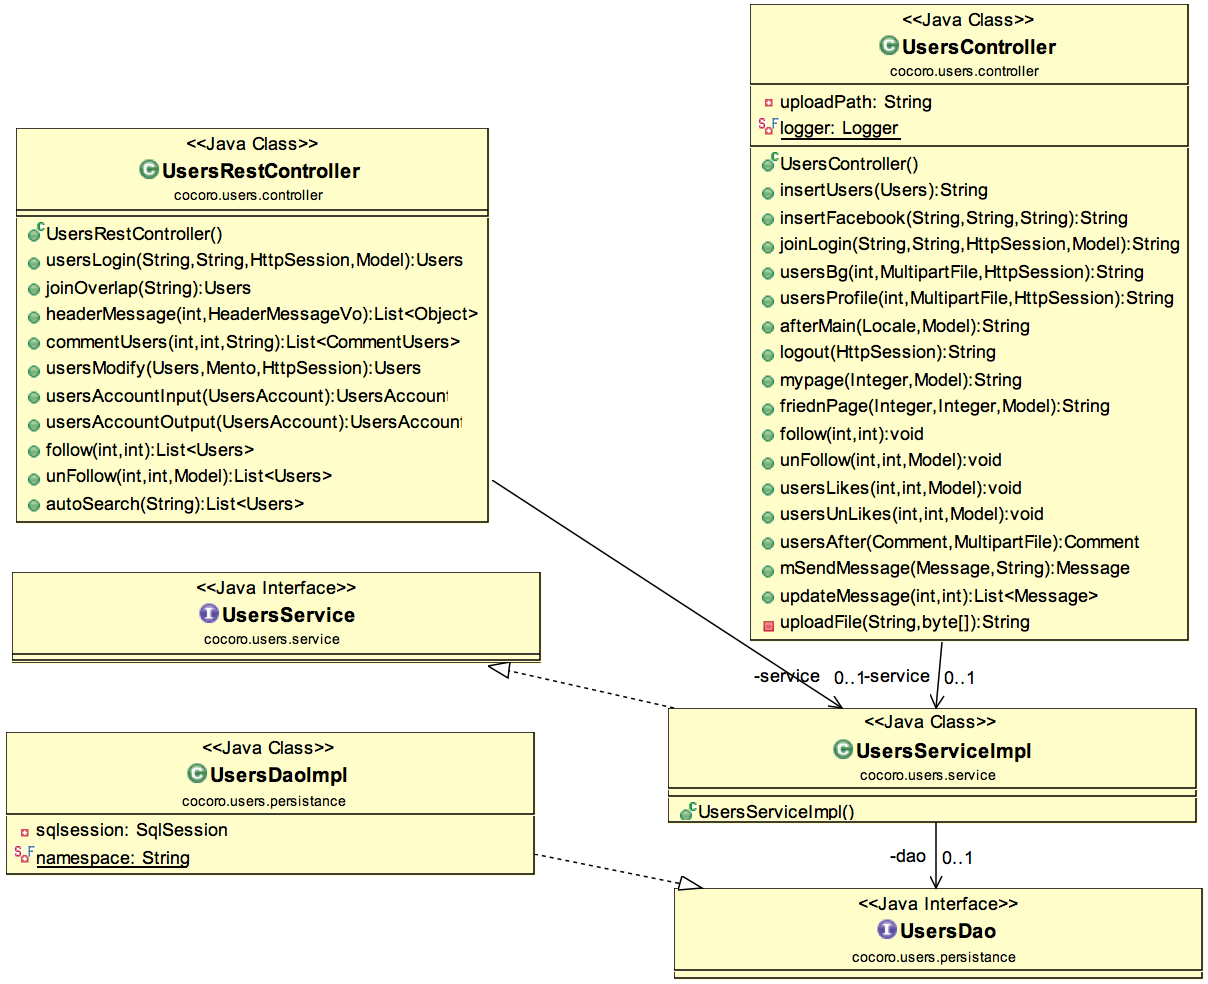 <<Java Class>>
UsersController
cocoro.users.controller
uploadPath: String
logger: Logger
UsersController()
insertUsers(Users):String
insertFacebook(String,String,String):String
joinLogin(String,String,HttpSession,Model):String
usersBg(int,MultipartFile,HttpSession):String
usersProfile(int,MultipartFile,HttpSession):String
afterMain(Locale,Model):String
logout(HttpSession):String
mypage(Integer,Model):String
friednPage(Integer,Integer,Model):String
follow(int,int):void
unFollow(int,int,Model):void
usersLikes(int,int,Model):void
usersUnLikes(int,int,Model):void
usersAfter(Comment,MultipartFile):Comment
mSendMessage(Message,String):Message
updateMessage(int,int):List<Message>
uploadFile(String,byte[]):String
<<Java Class>>
UsersRestController
cocoro.users.controller
UsersRestController()
usersLogin(String,String,HttpSession,Model):Users
joinOverlap(String):Users
headerMessage(int,HeaderMessageVo):List<Object>
commentUsers(int,int,String):List<CommentUsers>
usersModify(Users,Mento,HttpSession):Users
usersAccountInput(UsersAccount):UsersAccount
usersAccountOutput(UsersAccount):UsersAccount
follow(int,int):List<Users>
unFollow(int,int,Model):List<Users>
autoSearch(String):List<Users>
<<Java Interface>>
UsersService
cocoro.users.service
-service 0..1
-service 0..1
<<Java Class>>
UsersServiceImpl
cocoro.users.service
UsersServiceImpl()
<<Java Class>>
UsersDaoImpl
cocoro.users.persistance
sqlsession: SqlSession
namespace: String
-dao 0..1
<<Java Interface>>
UsersDao
cocoro.users.persistance